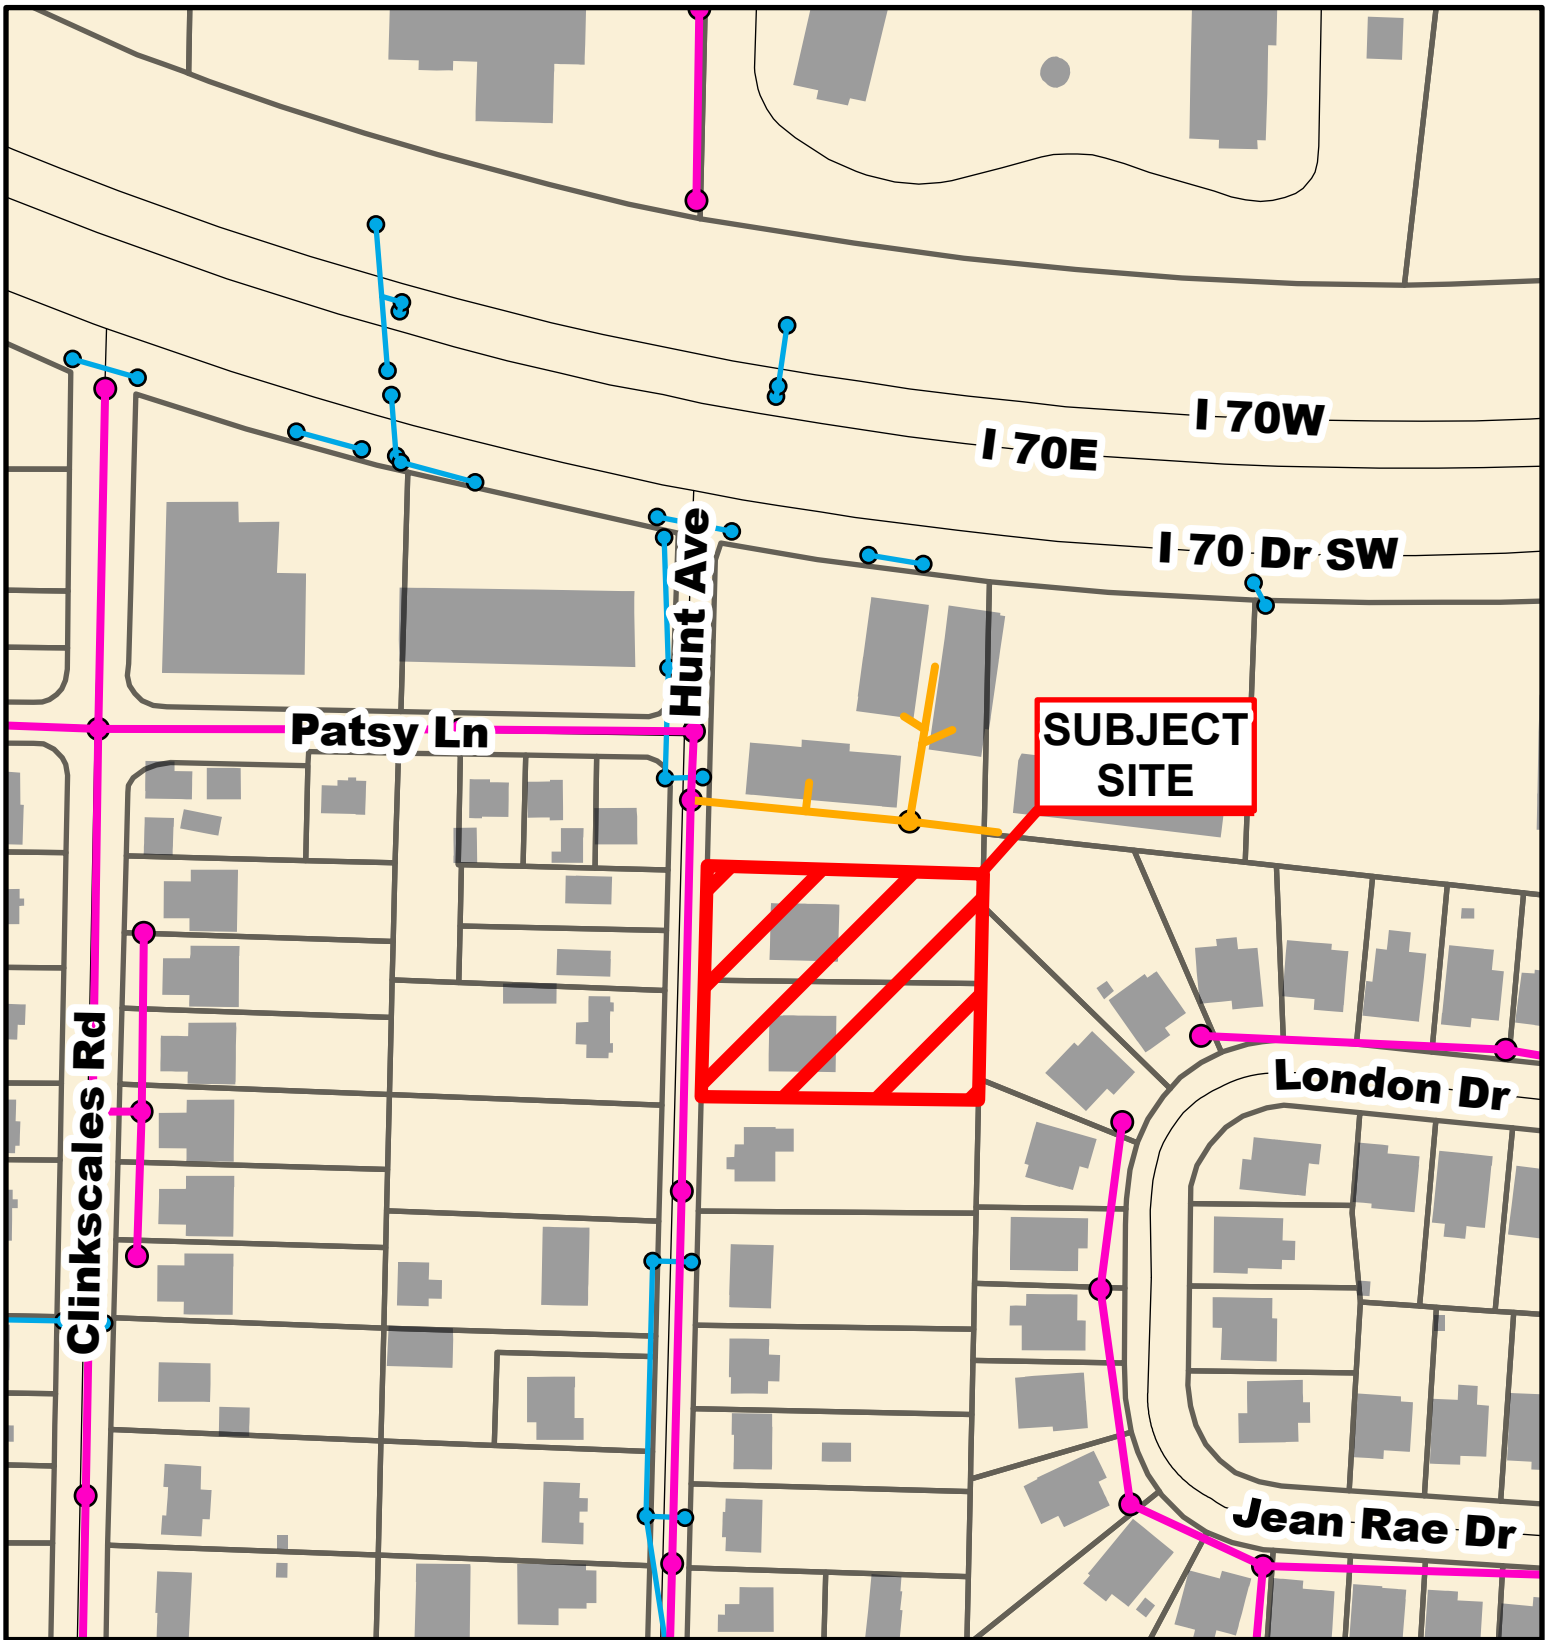 I 70W
I 70E
I 70 Dr SW
Hunt Ave
Patsy Ln
SUBJECT
SITE
Clinkscales Rd
London Dr
Jean Rae Dr